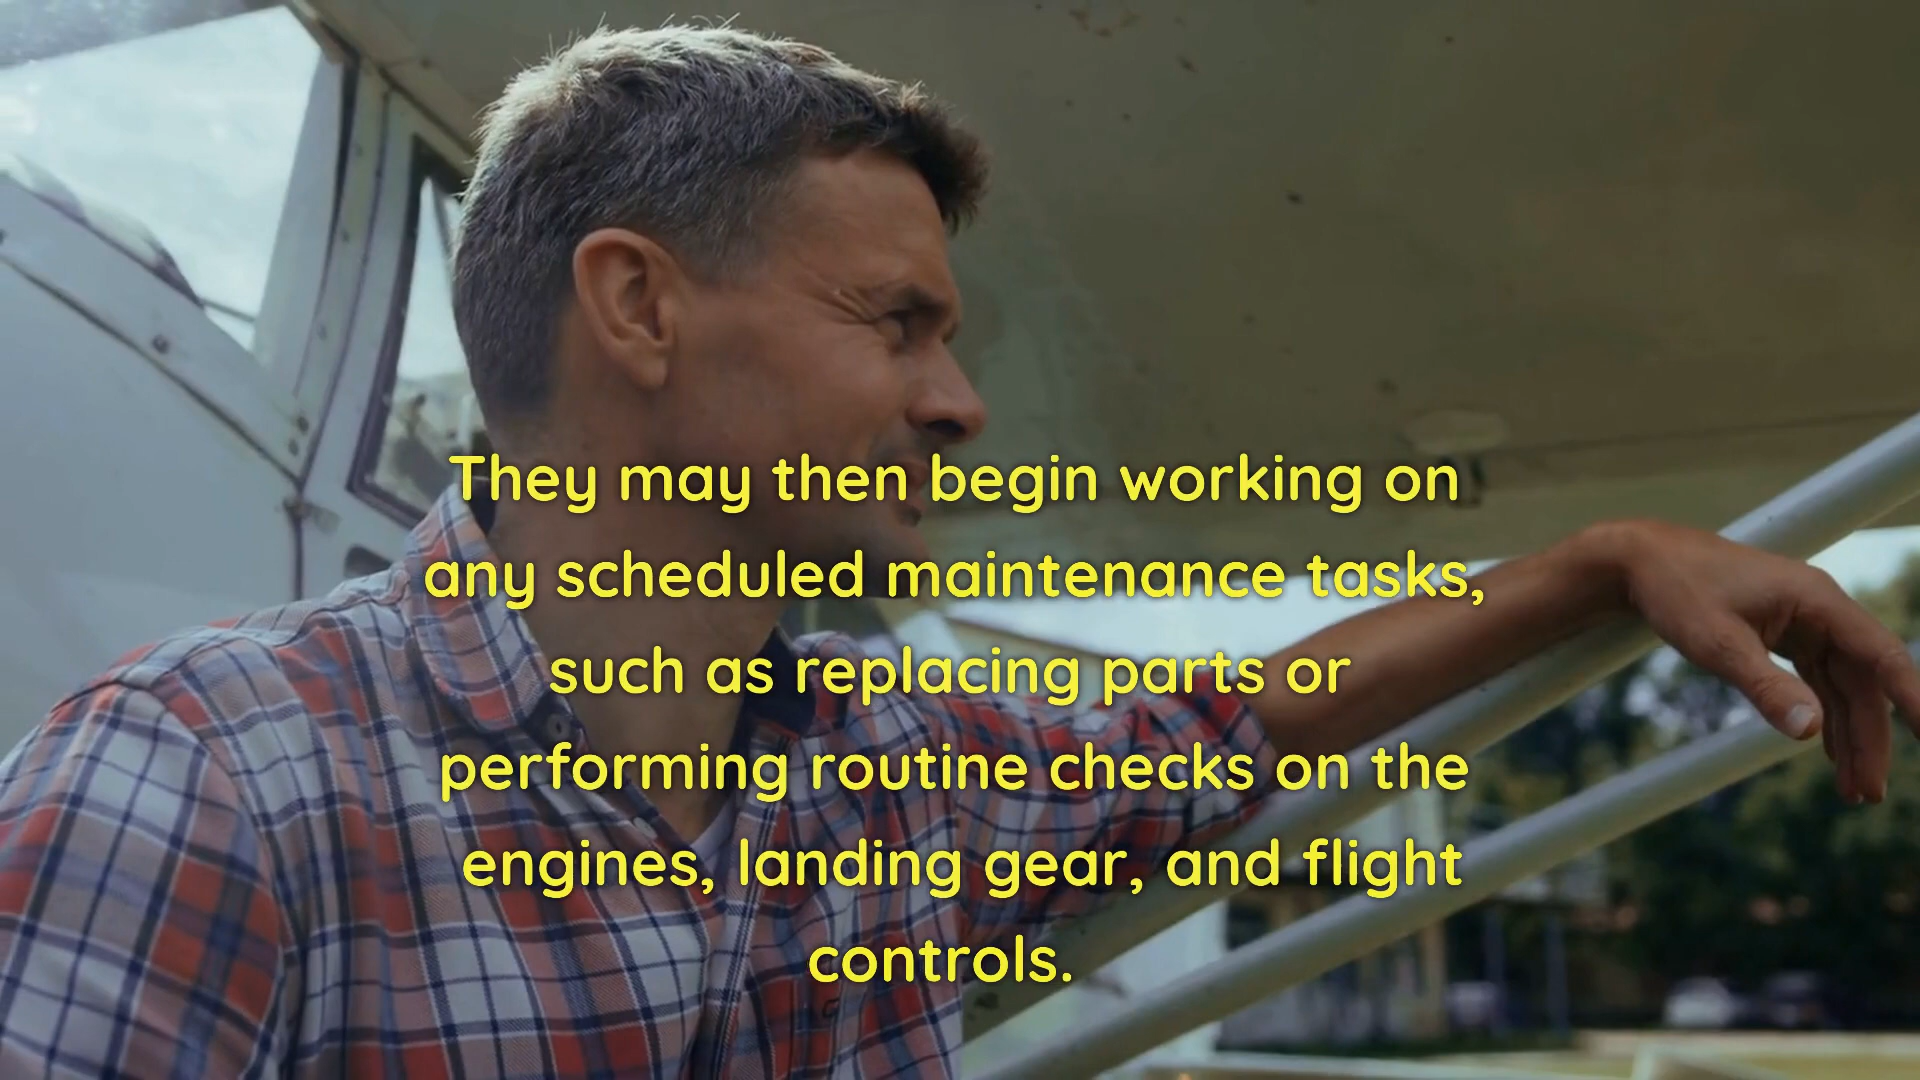 They may then begin working on
any scheduled maintenance tasks,
such as replacing parts or
performing routine checks on the
engines, landing gear, and flight
controls.